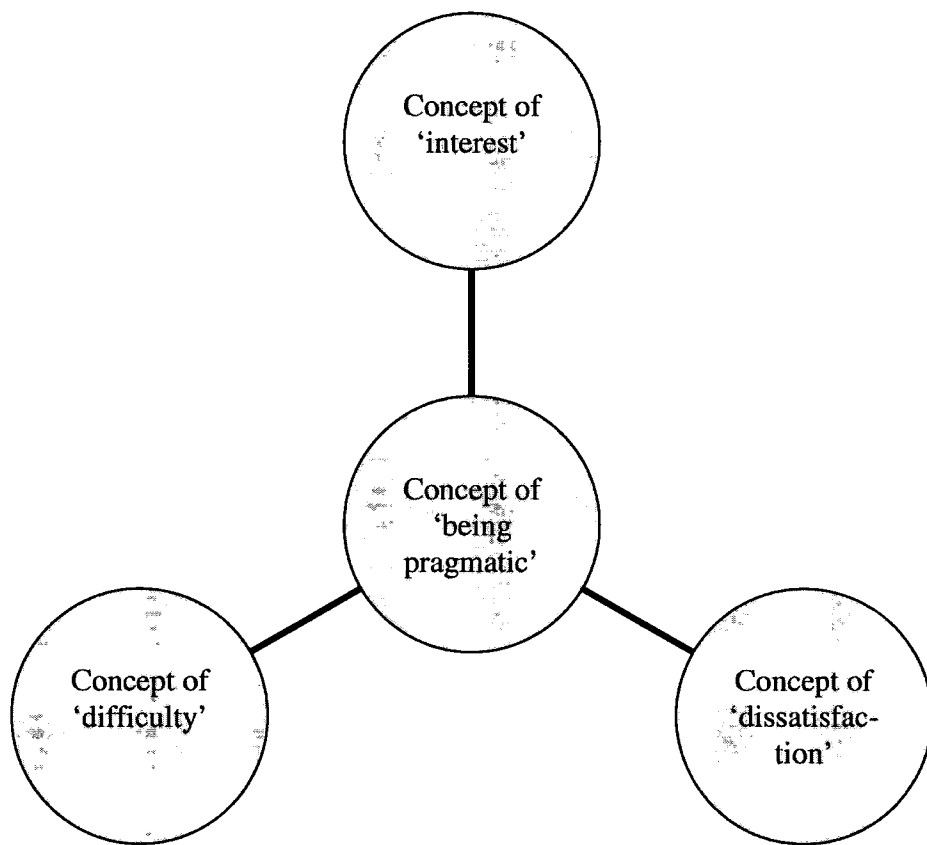 Concept of
‘interest’
Concept of
‘being
pragmatic’
Concept of
‘difficulty’
Concept of
‘dissatisfac-
tion’